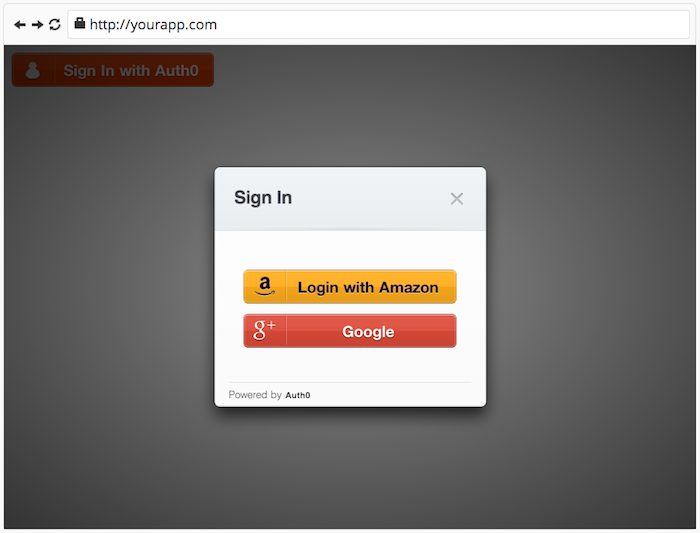 http://yourapp.com
Sign In with Auth0
Sign In
a Login with Amazon
g+ Google
Powered by Auth0